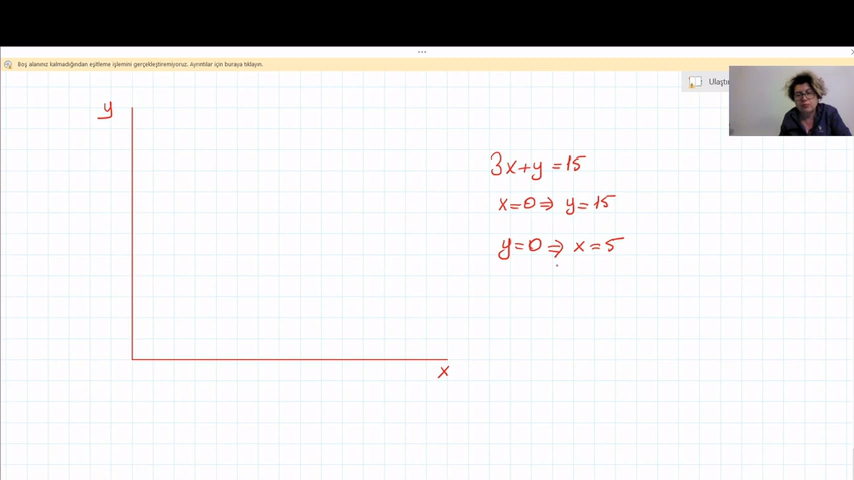 ...
Boş alanınız kalmadığından eşitleme işlemini gerçekleştiremiyoruz. Ayrıntılar için buraya tıklayın.
Ulaştı
y
3x+y=15
x=0⇒ y=15
y=0⇒ x=5
x